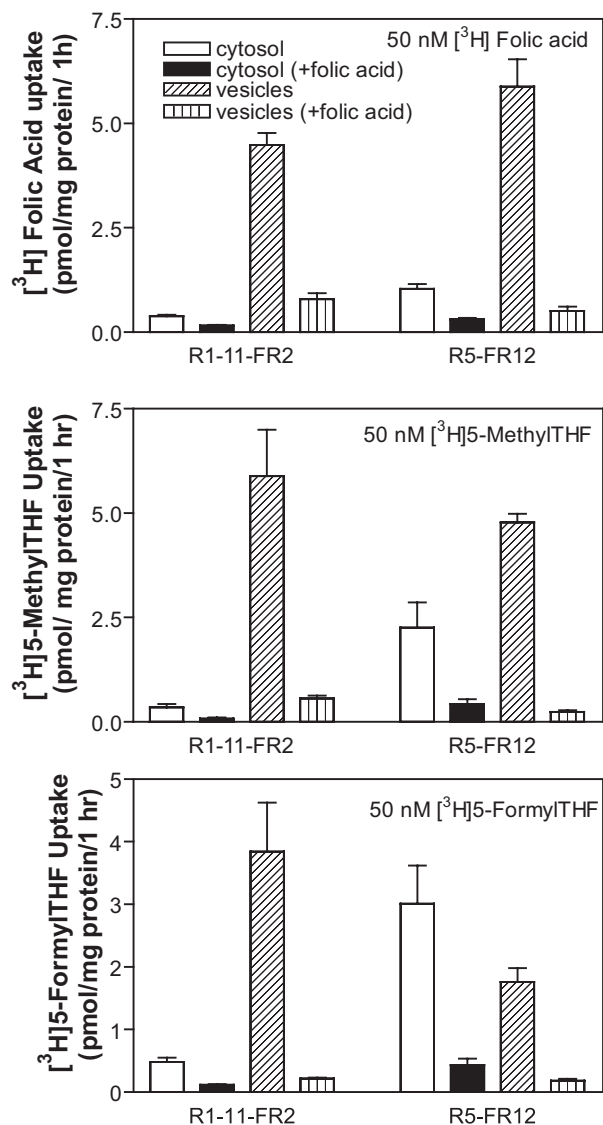 7.5
50 nM [³H] Folic acid
cytosol
cytosol (+folic acid)
vesicles
vesicles (+folic acid)
5.0
2.5
0.0
[³H] Folic Acid uptake
(pmol/mg protein/ 1h)
R1-11-FR2
R5-FR12
7.5
50 nM [³H]5-MethylTHF
5.0
2.5
0.0
[³H]5-MethylTHF Uptake
(pmol/ mg protein/1 hr)
R1-11-FR2
R5-FR12
5
50 nM [³H]5-FormylTHF
4
3
2
1
0
[³H]5-FormylTHF Uptake
(pmol/mg protein/1 hr)
R1-11-FR2
R5-FR12